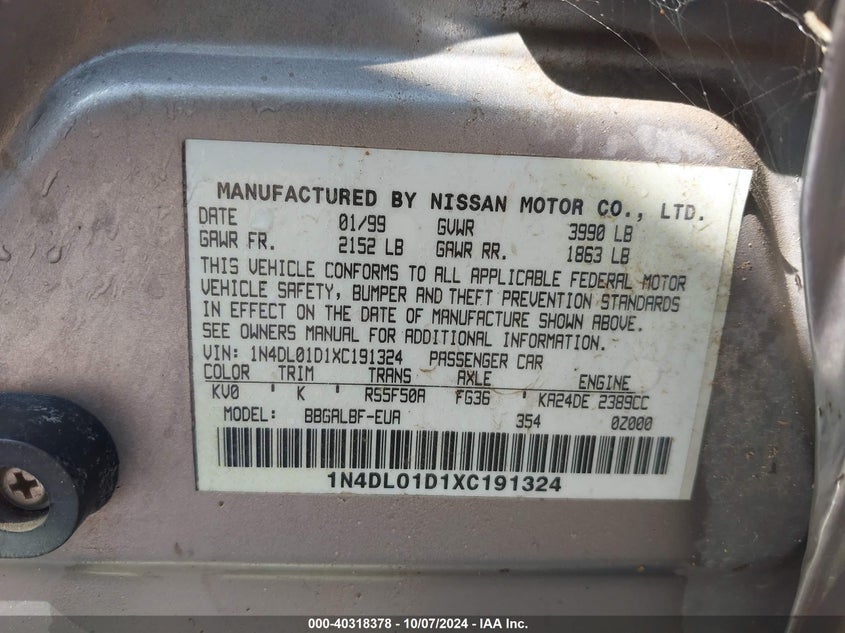 MANUFACTURED BY NISSAN MOTOR CO., LTD.
DATE 01/99 GVWR 3990 LB
GAWR FR. 2152 LB GAWR RR. 1863 LB
THIS VEHICLE CONFORMS TO ALL APPLICABLE FEDERAL MOTOR
VEHICLE SAFETY, BUMPER AND THEFT PREVENTION STANDARDS
IN EFFECT ON THE DATE OF MANUFACTURE SHOWN ABOVE.
SEE OWNERS MANUAL FOR ADDITIONAL INFORMATION.
VIN: 1N4DL01D1XC191324 PASSENGER CAR
COLOR TRIM TRANS AXLE ENGINE
KV0 ' K ' RS5F50A FG36 ' KA24DE 2389CC
MODEL: BBGALBF-EUA 354 0Z000
1N4DL01D1XC191324
000-40318378 - 10/07/2024 - IAA Inc.